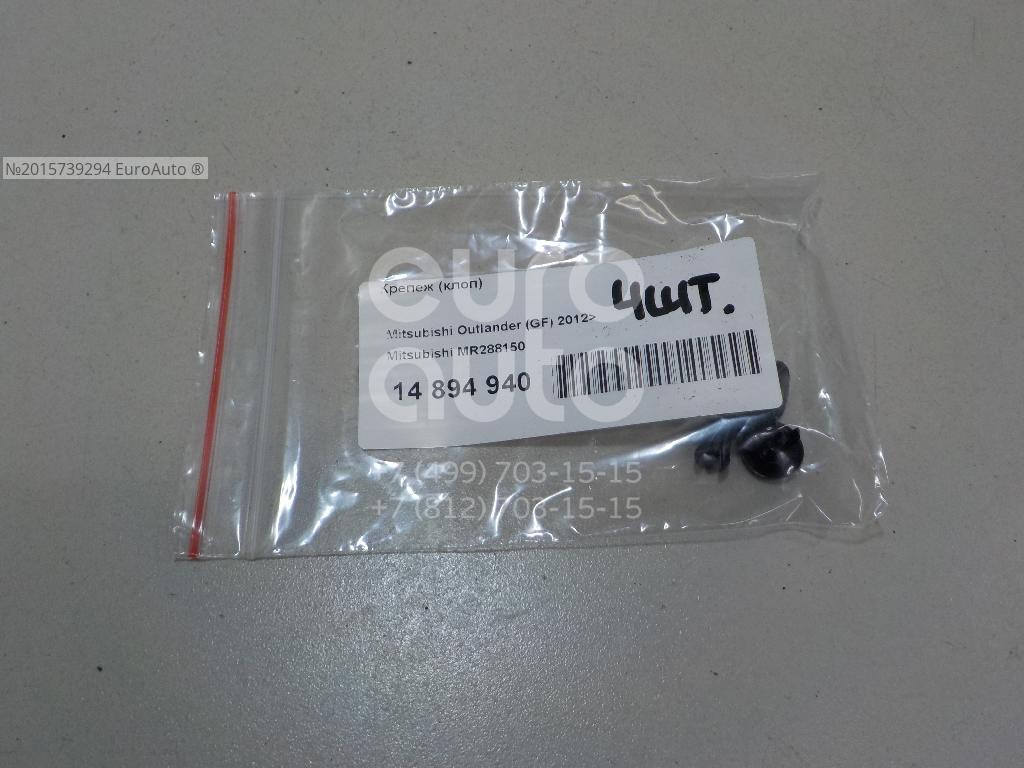 №2015739294 EuroAuto ®
euro
auto
Крепеж (клоп)
4шт.
Mitsubishi Outlander (GF) 2012>
Mitsubishi MR288150
14 894 940
+7 (499) 703-15-15
+7 (812) 703-15-15